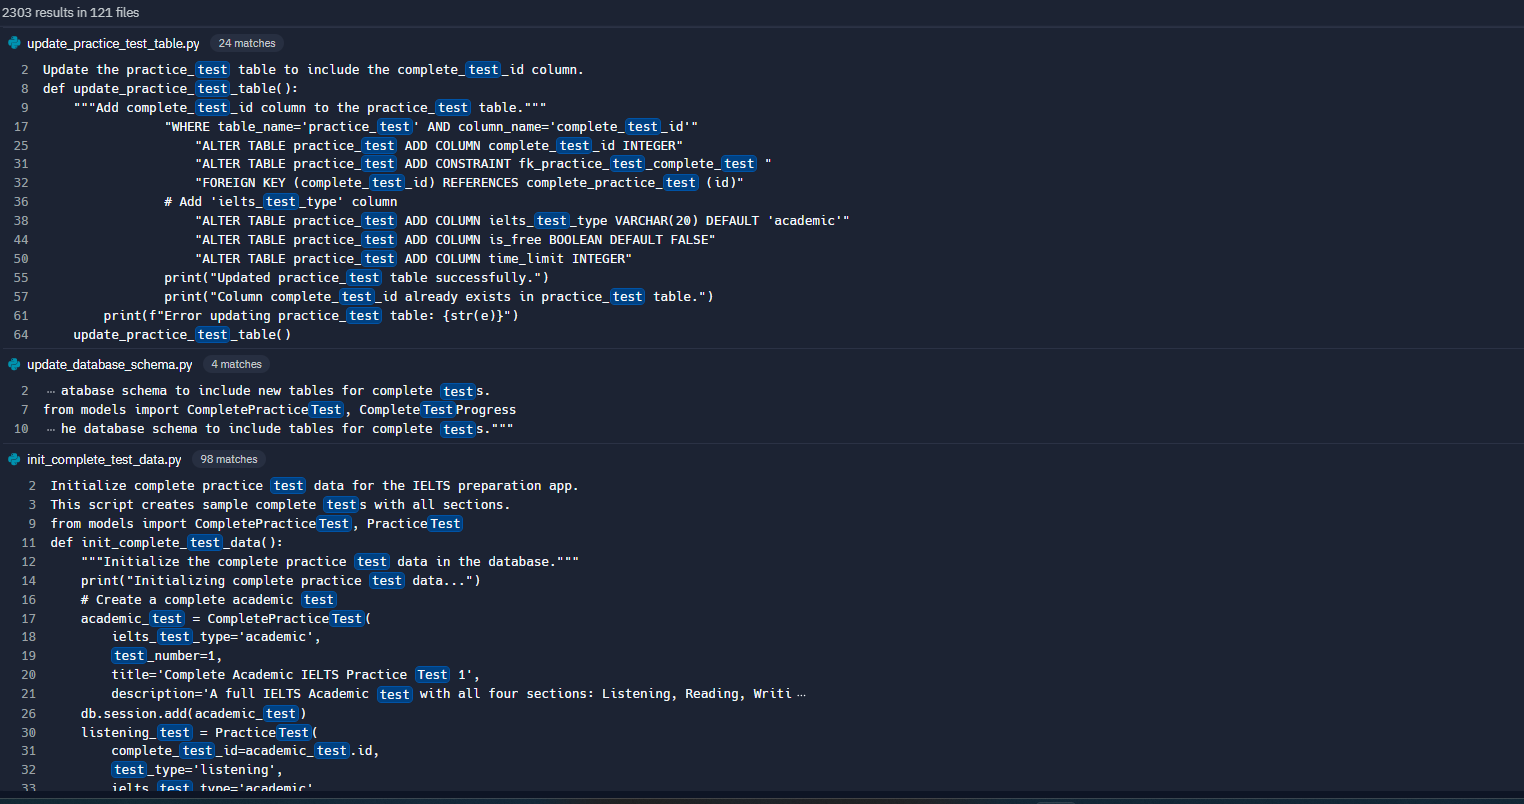 2303 results in 121 files
update_practice_test_table.py 24 matches
2 Update the practice_test table to include the complete_test_id column.
8 def update_practice_test_table():
9 """Add complete_test_id column to the practice_test table."""
17 "WHERE table_name='practice_test' AND column_name='complete_test_id'"
25 "ALTER TABLE practice_test ADD COLUMN complete_test_id INTEGER"
31 "ALTER TABLE practice_test ADD CONSTRAINT fk_practice_test_complete_test "
32 "FOREIGN KEY (complete_test_id) REFERENCES complete_practice_test (id)"
36 # Add 'ielts_test_type' column
38 "ALTER TABLE practice_test ADD COLUMN ielts_test_type VARCHAR(20) DEFAULT 'academic'"
44 "ALTER TABLE practice_test ADD COLUMN is_free BOOLEAN DEFAULT FALSE"
50 "ALTER TABLE practice_test ADD COLUMN time_limit INTEGER"
55 print("Updated practice_test table successfully.")
57 print("Column complete_test_id already exists in practice_test table.")
61 print(f"Error updating practice_test table: {str(e)}")
64 update_practice_test_table()
update_database_schema.py 4 matches
2 … atabase schema to include new tables for complete tests.
7 from models import CompletePracticeTest, CompleteTestProgress
10 … he database schema to include tables for complete tests."""
init_complete_test_data.py 98 matches
2 Initialize complete practice test data for the IELTS preparation app.
3 This script creates sample complete tests with all sections.
9 from models import CompletePracticeTest, PracticeTest
11 def init_complete_test_data():
12 """Initialize the complete practice test data in the database."""
14 print("Initializing complete practice test data...")
16 # Create a complete academic test
17 academic_test = CompletePracticeTest(
18 ielts_test_type='academic',
19 test_number=1,
20 title='Complete Academic IELTS Practice Test 1',
21 description='A full IELTS Academic test with all four sections: Listening, Reading, Writi …
26 db.session.add(academic_test)
30 listening_test = PracticeTest(
31 complete_test_id=academic_test.id,
32 test_type='listening',
33 ielts_test_type='academic'